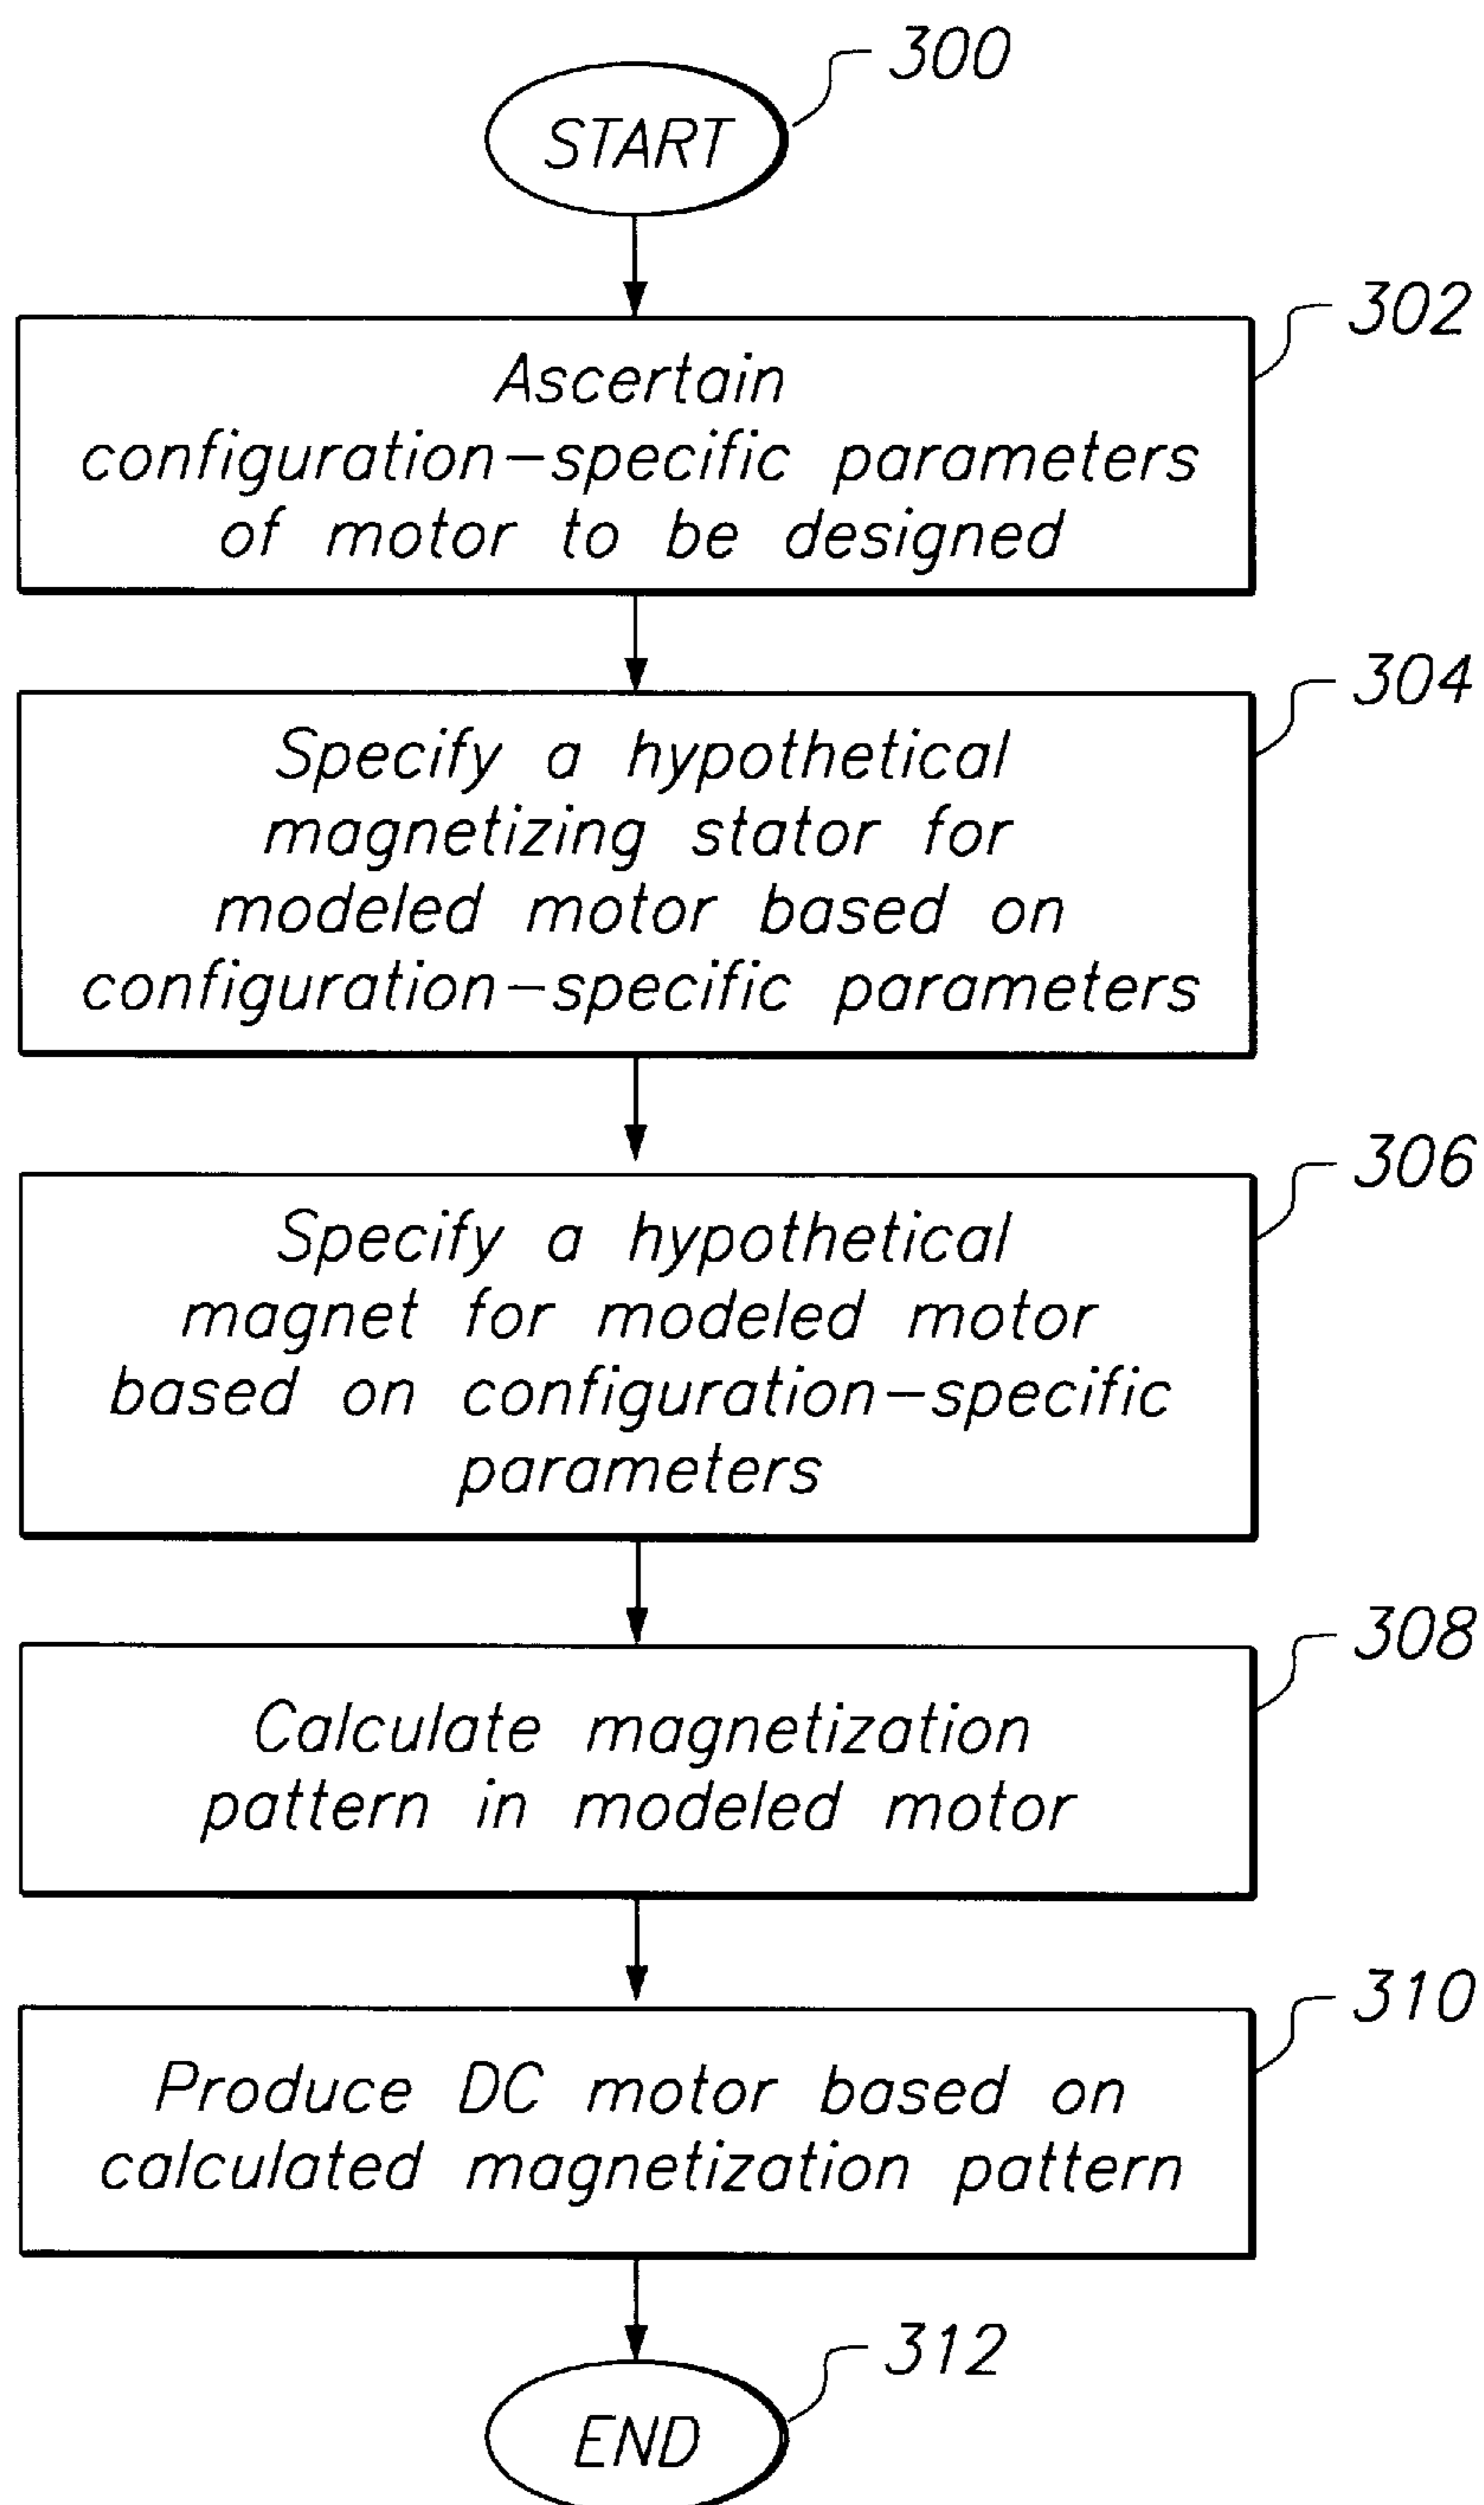 300
START
302
Ascertain
configuration-specific parameters
of motor to be designed
304
Specify a hypothetical
magnetizing stator for
modeled motor based on
configuration-specific parameters
306
Specify a hypothetical
magnet for modeled motor
based on configuration-specific
parameters
308
Calculate magnetization
pattern in modeled motor
310
Produce DC motor based on
calculated magnetization pattern
312
END